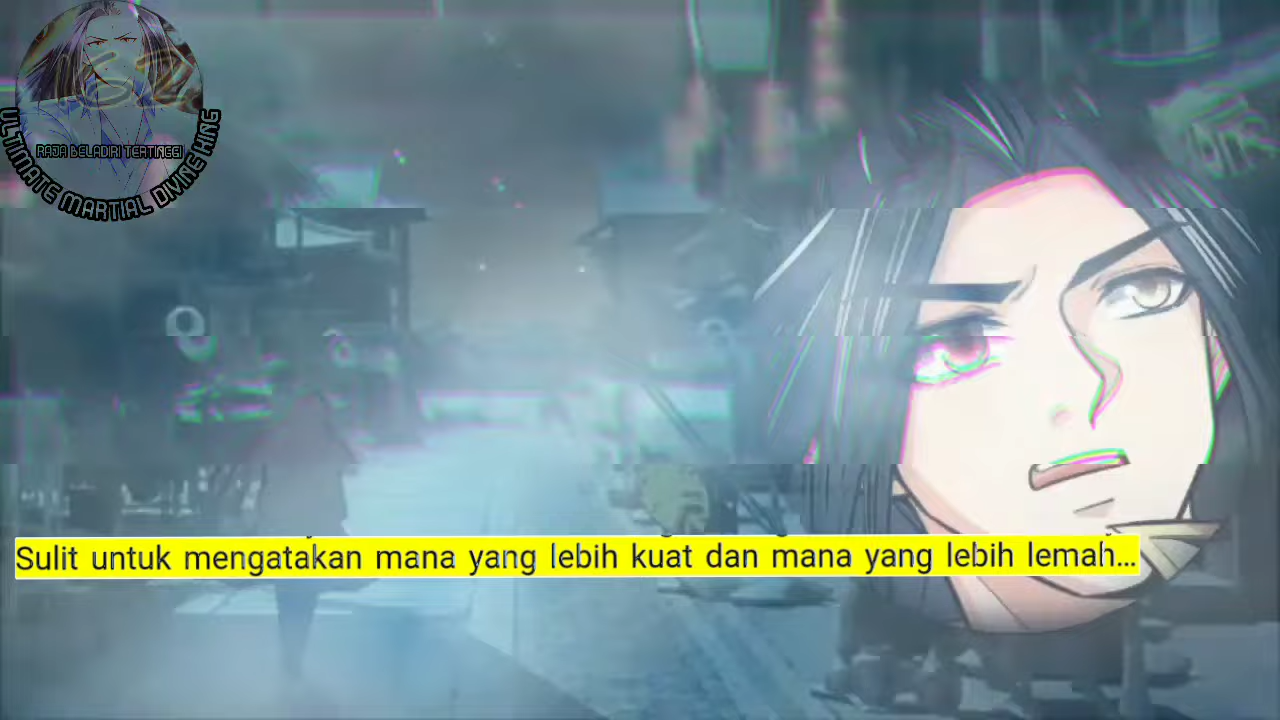 162
RAJA BELADIRI TERTINGGI
ULTIMATE MARTIAL DIVINE KING
Sulit untuk mengatakan mana yang lebih kuat dan mana yang lebih lemah...